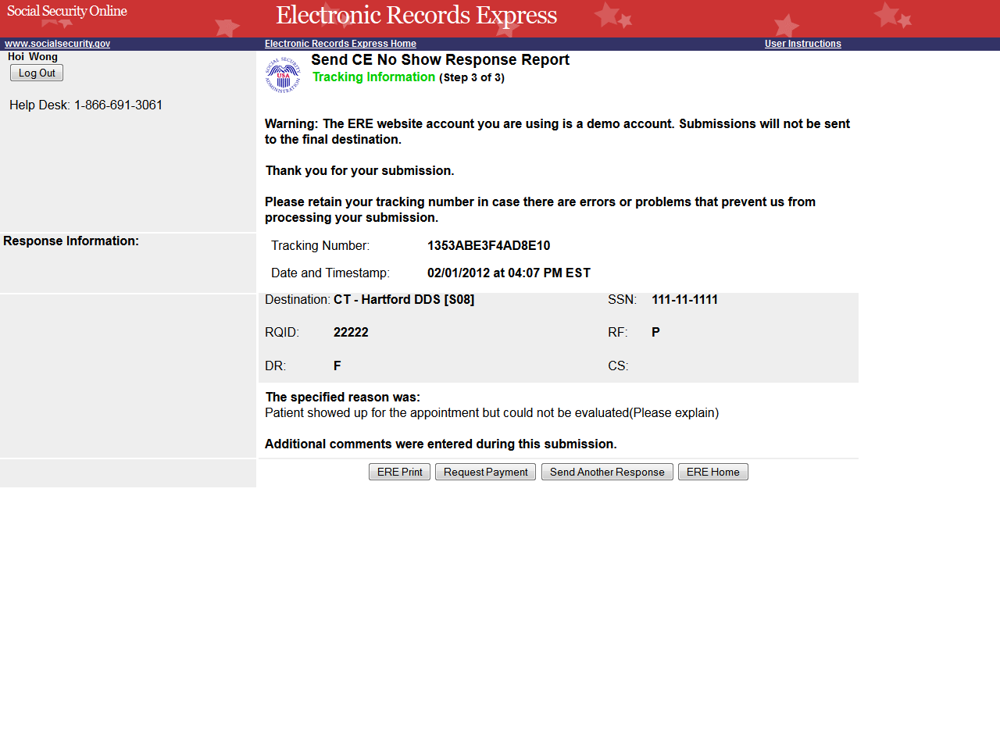 Social Security Online
Electronic Records Express
www.socialsecurity.gov
Electronic Records Express Home
User Instructions
Hoi Wong
Log Out
Help Desk: 1-866-691-3061
SOCIAL SECURITY ADMINISTRATION
USA
Send CE No Show Response Report
Tracking Information (Step 3 of 3)
Warning: The ERE website account you are using is a demo account. Submissions will not be sent
to the final destination.
Thank you for your submission.
Please retain your tracking number in case there are errors or problems that prevent us from
processing your submission.
Response Information:
Tracking Number: 1353ABE3F4AD8E10
Date and Timestamp: 02/01/2012 at 04:07 PM EST
Destination: CT - Hartford DDS [S08] SSN: 111-11-1111
RQID: 22222 RF: P
DR: F CS:
The specified reason was:
Patient showed up for the appointment but could not be evaluated(Please explain)
Additional comments were entered during this submission.
ERE Print Request Payment Send Another Response ERE Home